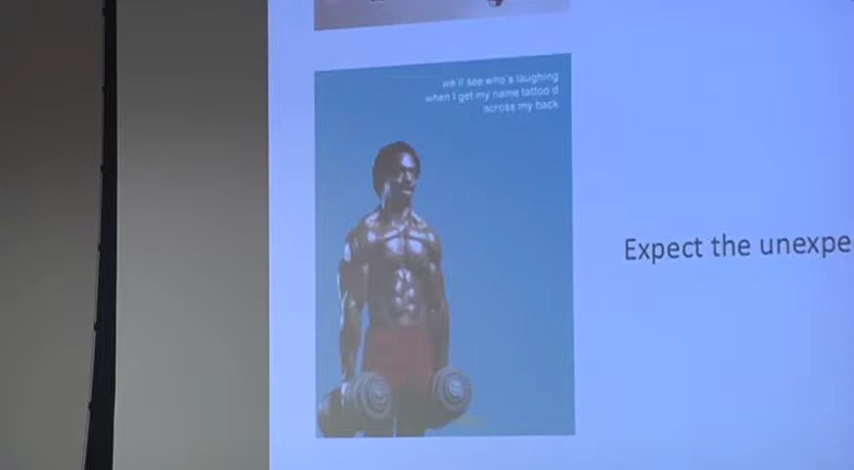 we'll see who's laughing
when I get my name tattoo d
across my back
Expect the unexpe